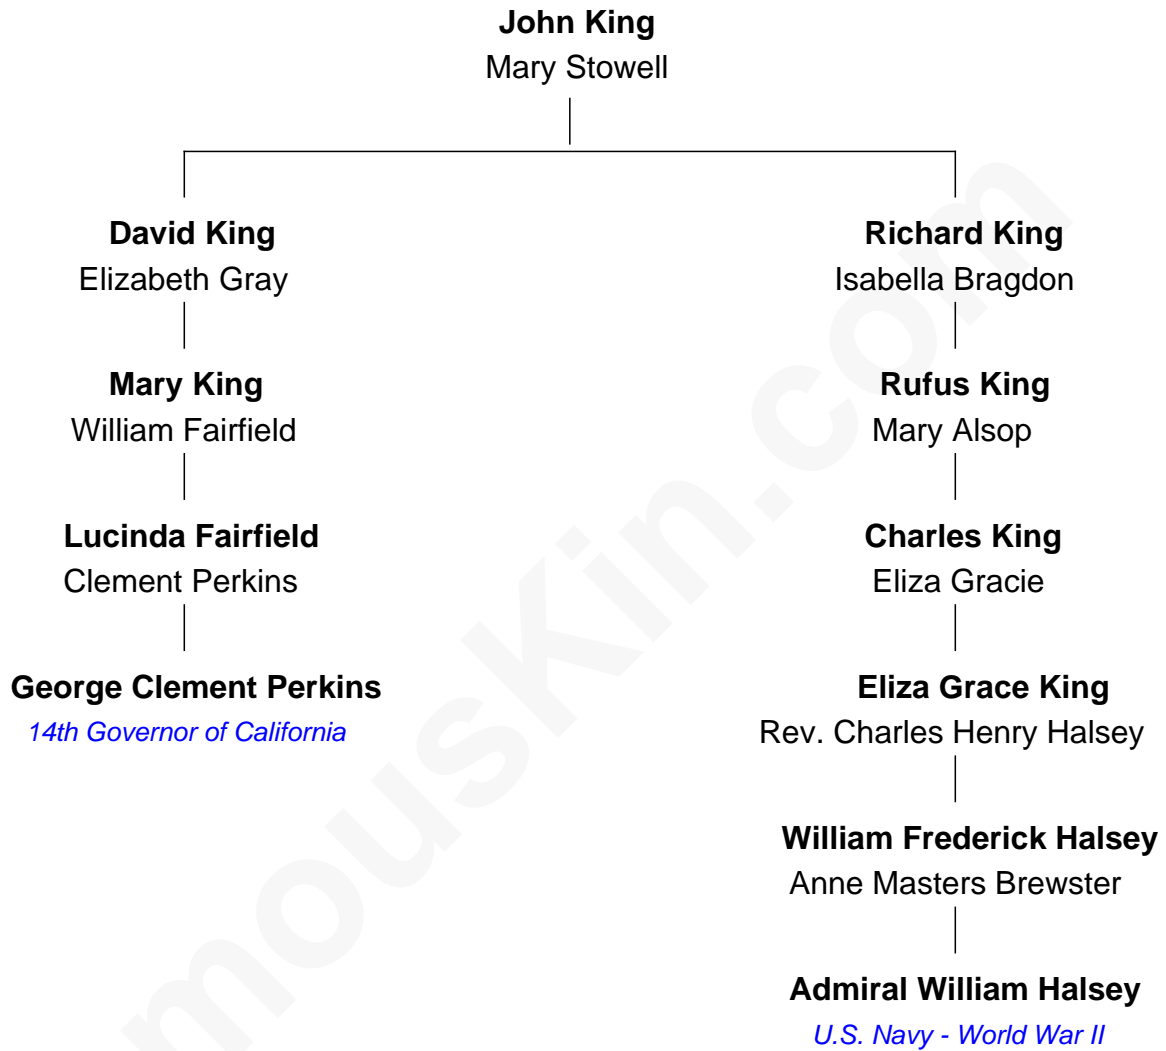 John King
Mary Stowell
David King
Elizabeth Gray
Richard King
Isabella Bragdon
Mary King
William Fairfield
Rufus King
Mary Alsop
Lucinda Fairfield
Clement Perkins
Charles King
Eliza Gracie
George Clement Perkins
14th Governor of California
Eliza Grace King
Rev. Charles Henry Halsey
William Frederick Halsey
Anne Masters Brewster
Admiral William Halsey
U.S. Navy - World War II
mouskin.com